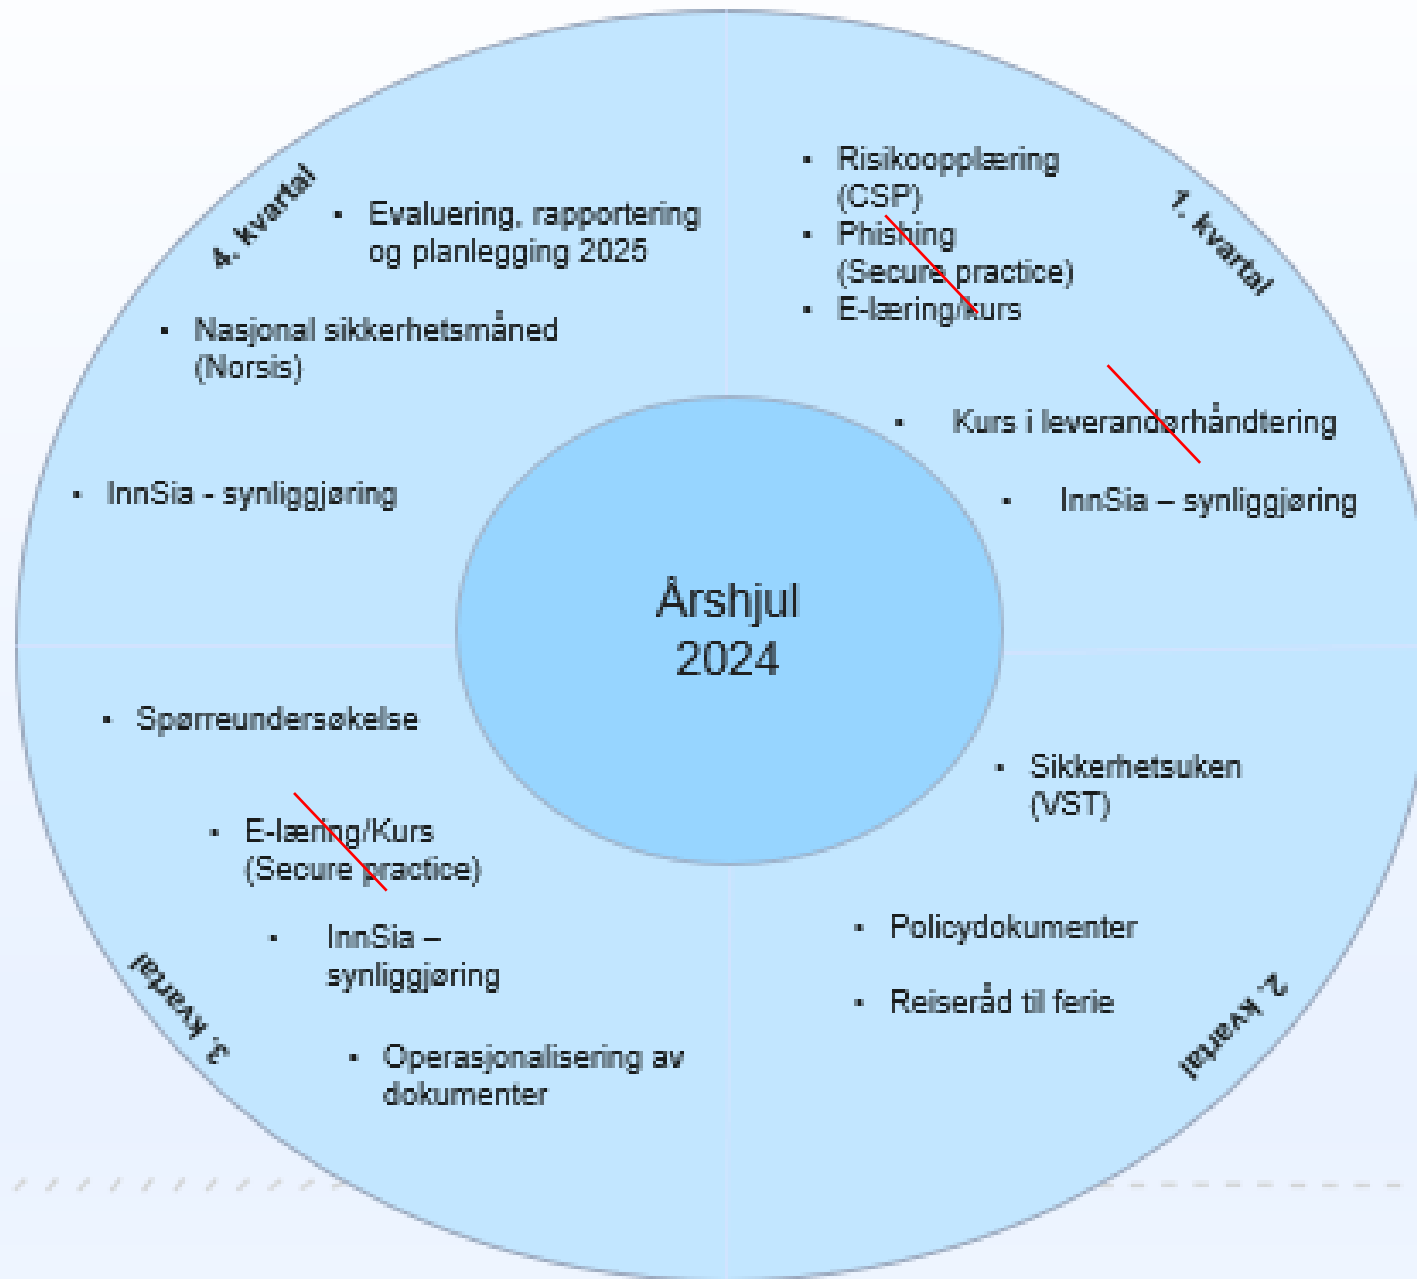 Årshjul
2024
1. kvartal
▪ Risikoopplæring
(CSP)
▪ Phishing
(Secure practice)
▪ E-læring/kurs
▪ Kurs i leverandørhåndtering
▪ InnSia – synliggjøring
2. kvartal
▪ Sikkerhetsuken
(VST)
▪ Policydokumenter
▪ Reiseråd til ferie
3. kvartal
▪ Spørreundersøkelse
▪ E-læring/Kurs
(Secure practice)
▪ InnSia –
synliggjøring
▪ Operasjonalisering av
dokumenter
4. kvartal
▪ Evaluering, rapportering
og planlegging 2025
▪ Nasjonal sikkerhetsmåned
(Norsis)
▪ InnSia - synliggjøring